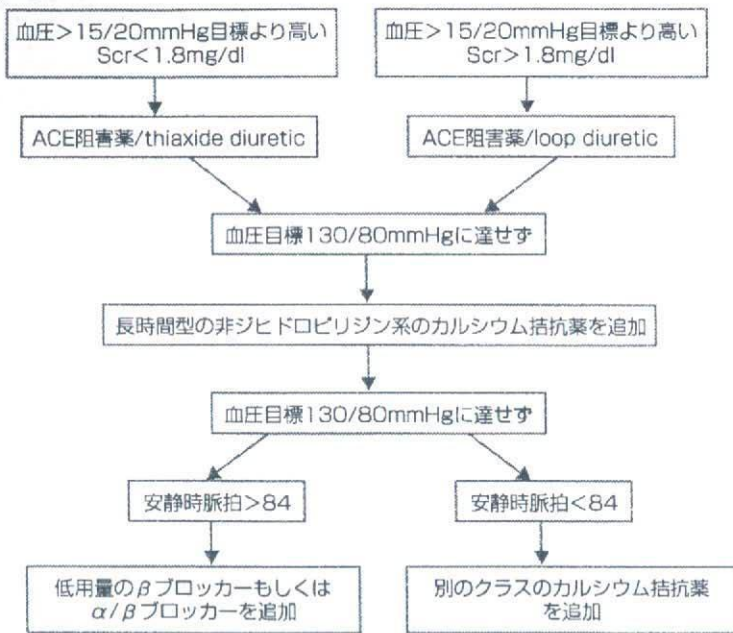 血圧>15/20mmHg目標より高い
Scr<1.8mg/dl
血圧>15/20mmHg目標より高い
Scr>1.8mg/dl
ACE阻害薬/thiaxide diuretic
ACE阻害薬/loop diuretic
血圧目標130/80mmHgに達せず
長時間型の非ジヒドロピリジン系のカルシウム拮抗薬を追加
血圧目標130/80mmHgに達せず
安静時脈拍>84
安静時脈拍<84
低用量のβブロッカーもしくは
α/βブロッカーを追加
別のクラスのカルシウム拮抗薬
を追加